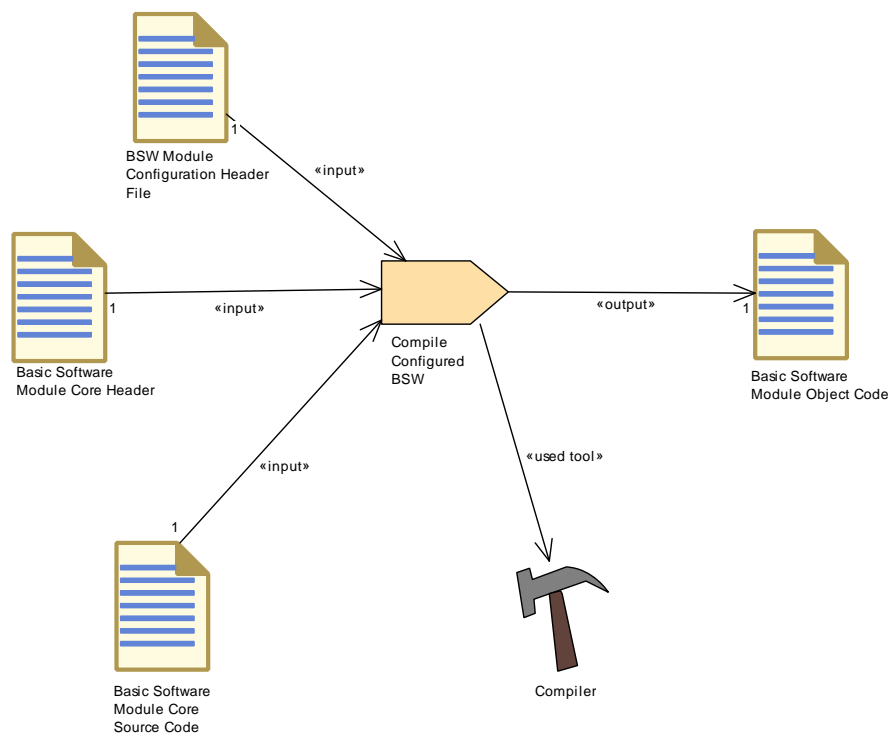 1
BSW Module
Configuration Header
File
«input»
1
«input»
Basic Software
Module Core Header
Compile
Configured
BSW
«output»
1
Basic Software
Module Object Code
«input»
«used tool»
1
Basic Software
Module Core
Source Code
Compiler